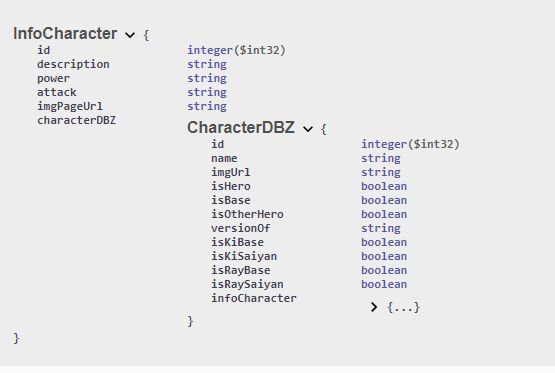 InfoCharacter {
id integer($int32)
description string
power string
attack string
imgPageUrl string
characterDBZ
CharacterDBZ {
id integer($int32)
name string
imgUrl string
isHero boolean
isBase boolean
isOtherHero boolean
versionOf string
isKiBase boolean
isKiSaiyan boolean
isRayBase boolean
isRaySaiyan boolean
infoCharacter
{...}
}
}